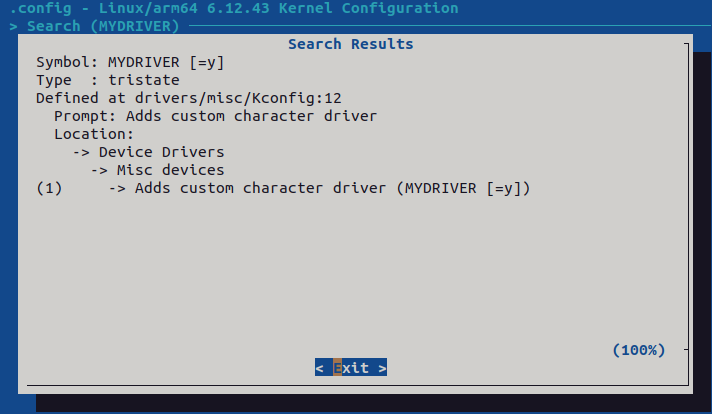 .config - Linux/arm64 6.12.43 Kernel Configuration
> Search (MYDRIVER)
Search Results
Symbol: MYDRIVER [=y]
Type  : tristate
Defined at drivers/misc/Kconfig:12
  Prompt: Adds custom character driver
  Location:
    -> Device Drivers
      -> Misc devices
(1)     -> Adds custom character driver (MYDRIVER [=y])
(100%)
< Exit >